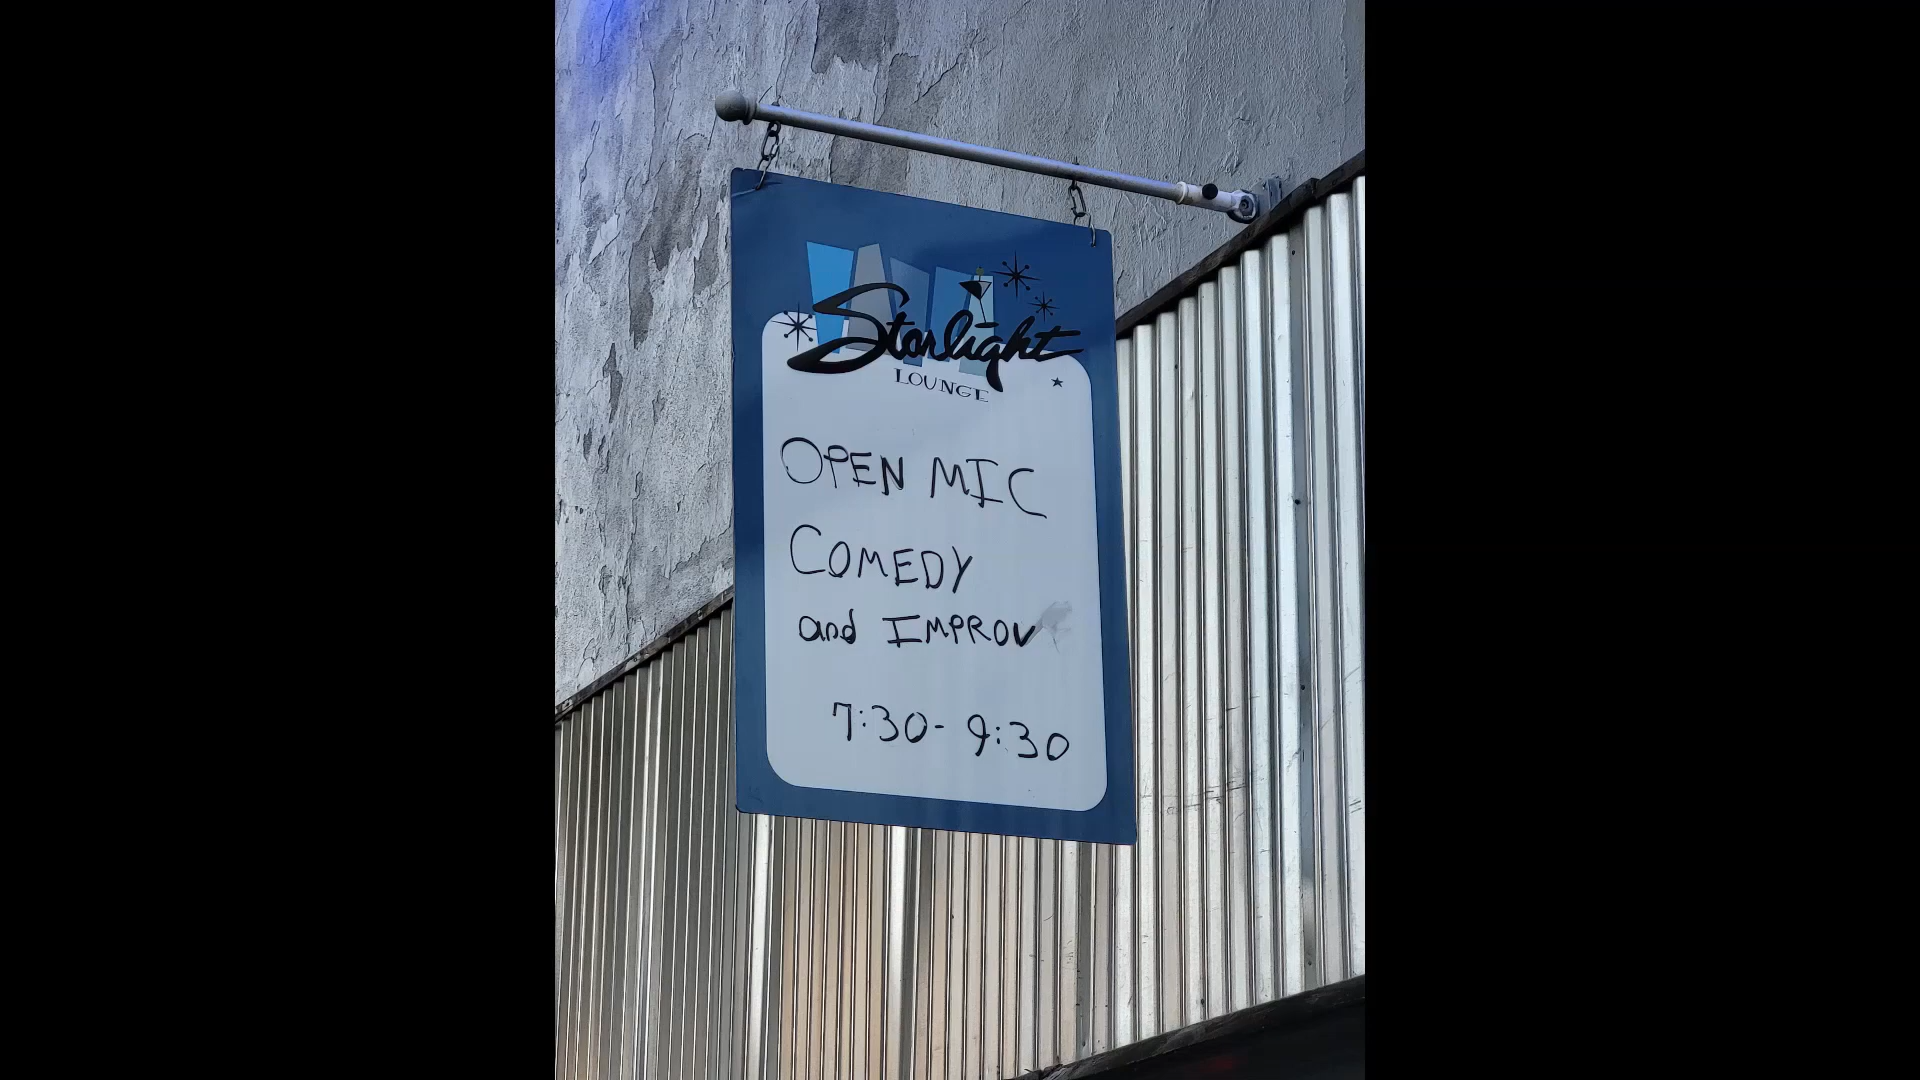 Starlight
LOUNGE
OPEN MIC
COMEDY
and IMPROV
7:30- 9:30